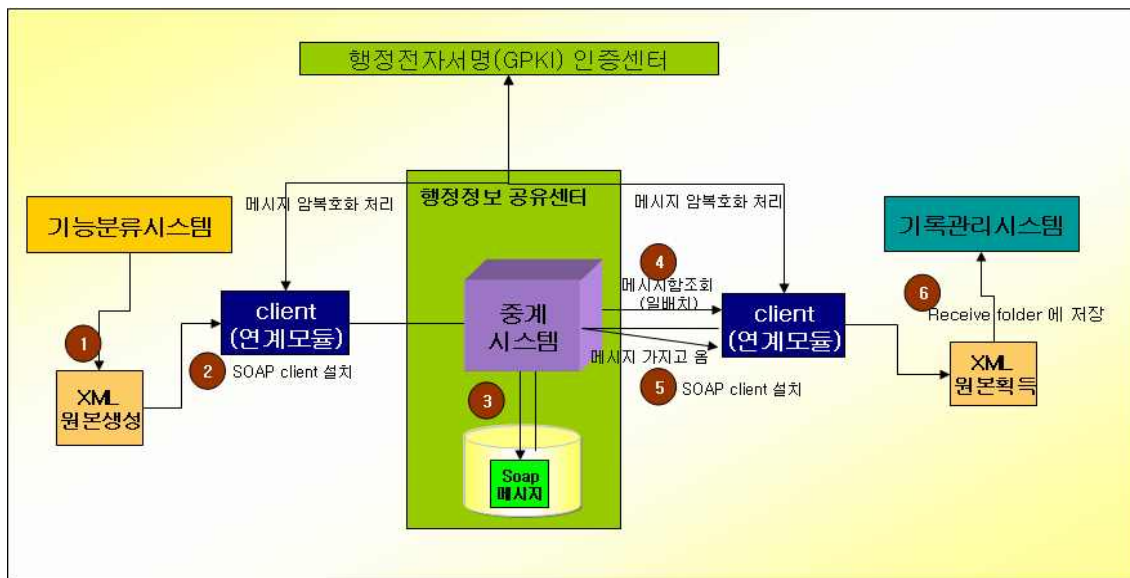 행정전자서명(GPKI) 인증센터
메시지 암복호화 처리
행정정보 공유센터
메시지 암복호화 처리
기능분류시스템
기록관리시스템
1
client
(연계모듈)
2
SOAP client 설치
XML
원본생성
중계
시스템
3
Soap
메시지
4
메시지함조회
(일배치)
메시지 가지고 옴
5
SOAP client 설치
client
(연계모듈)
6
Receive folder 에 저장
XML
원본획득